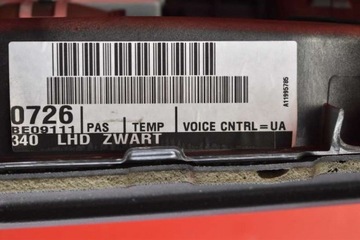 A11995785
0726
BE09111 PAS TEMP VOICE CNTRL=UA
340 LHD ZWART